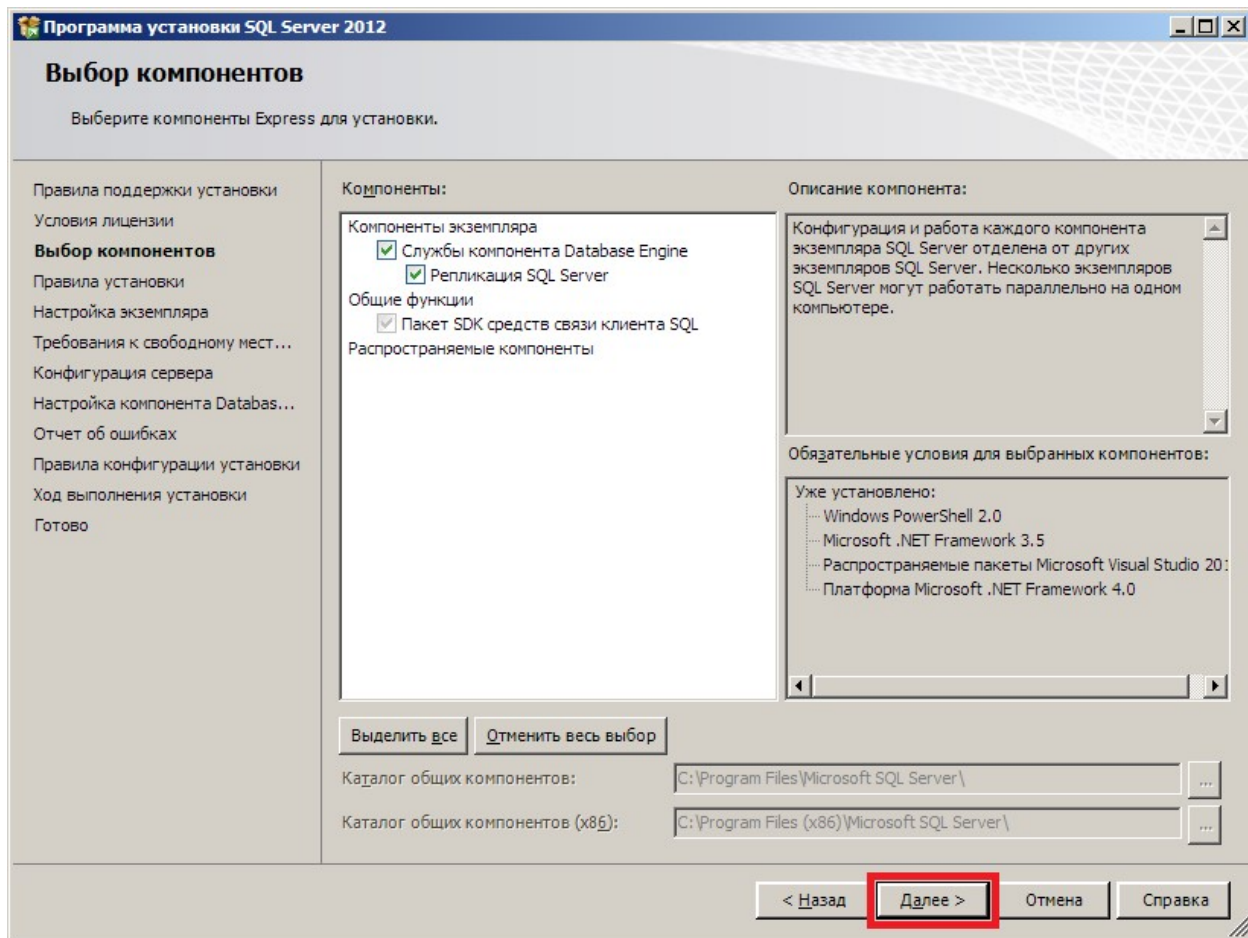 Программа установки SQL Server 2012
Выбор компонентов
Выберите компоненты Express для установки.
Правила поддержки установки
Условия лицензии
Выбор компонентов
Правила установки
Настройка экземпляра
Требования к свободному мест...
Конфигурация сервера
Настройка компонента Databas...
Отчет об ошибках
Правила конфигурации установки
Ход выполнения установки
Готово
Компоненты:
Компоненты экземпляра
Службы компонента Database Engine
Репликация SQL Server
Общие функции
Пакет SDK средств связи клиента SQL
Распространяемые компоненты
Описание компонента:
Конфигурация и работа каждого компонента
экземпляра SQL Server отделена от других
экземпляров SQL Server. Несколько экземпляров
SQL Server могут работать параллельно на одном
компьютере.
Обязательные условия для выбранных компонентов:
Уже установлено:
Windows PowerShell 2.0
Microsoft .NET Framework 3.5
Распространяемые пакеты Microsoft Visual Studio
Платформа Microsoft .NET Framework 4.0
Выделить все
Отменить весь выбор
Каталог общих компонентов:
C:\Program Files\Microsoft SQL Server\
...
Каталог общих компонентов (x86):
C:\Program Files (x86)\Microsoft SQL Server\
...
< Назад
Далее >
Отмена
Справка